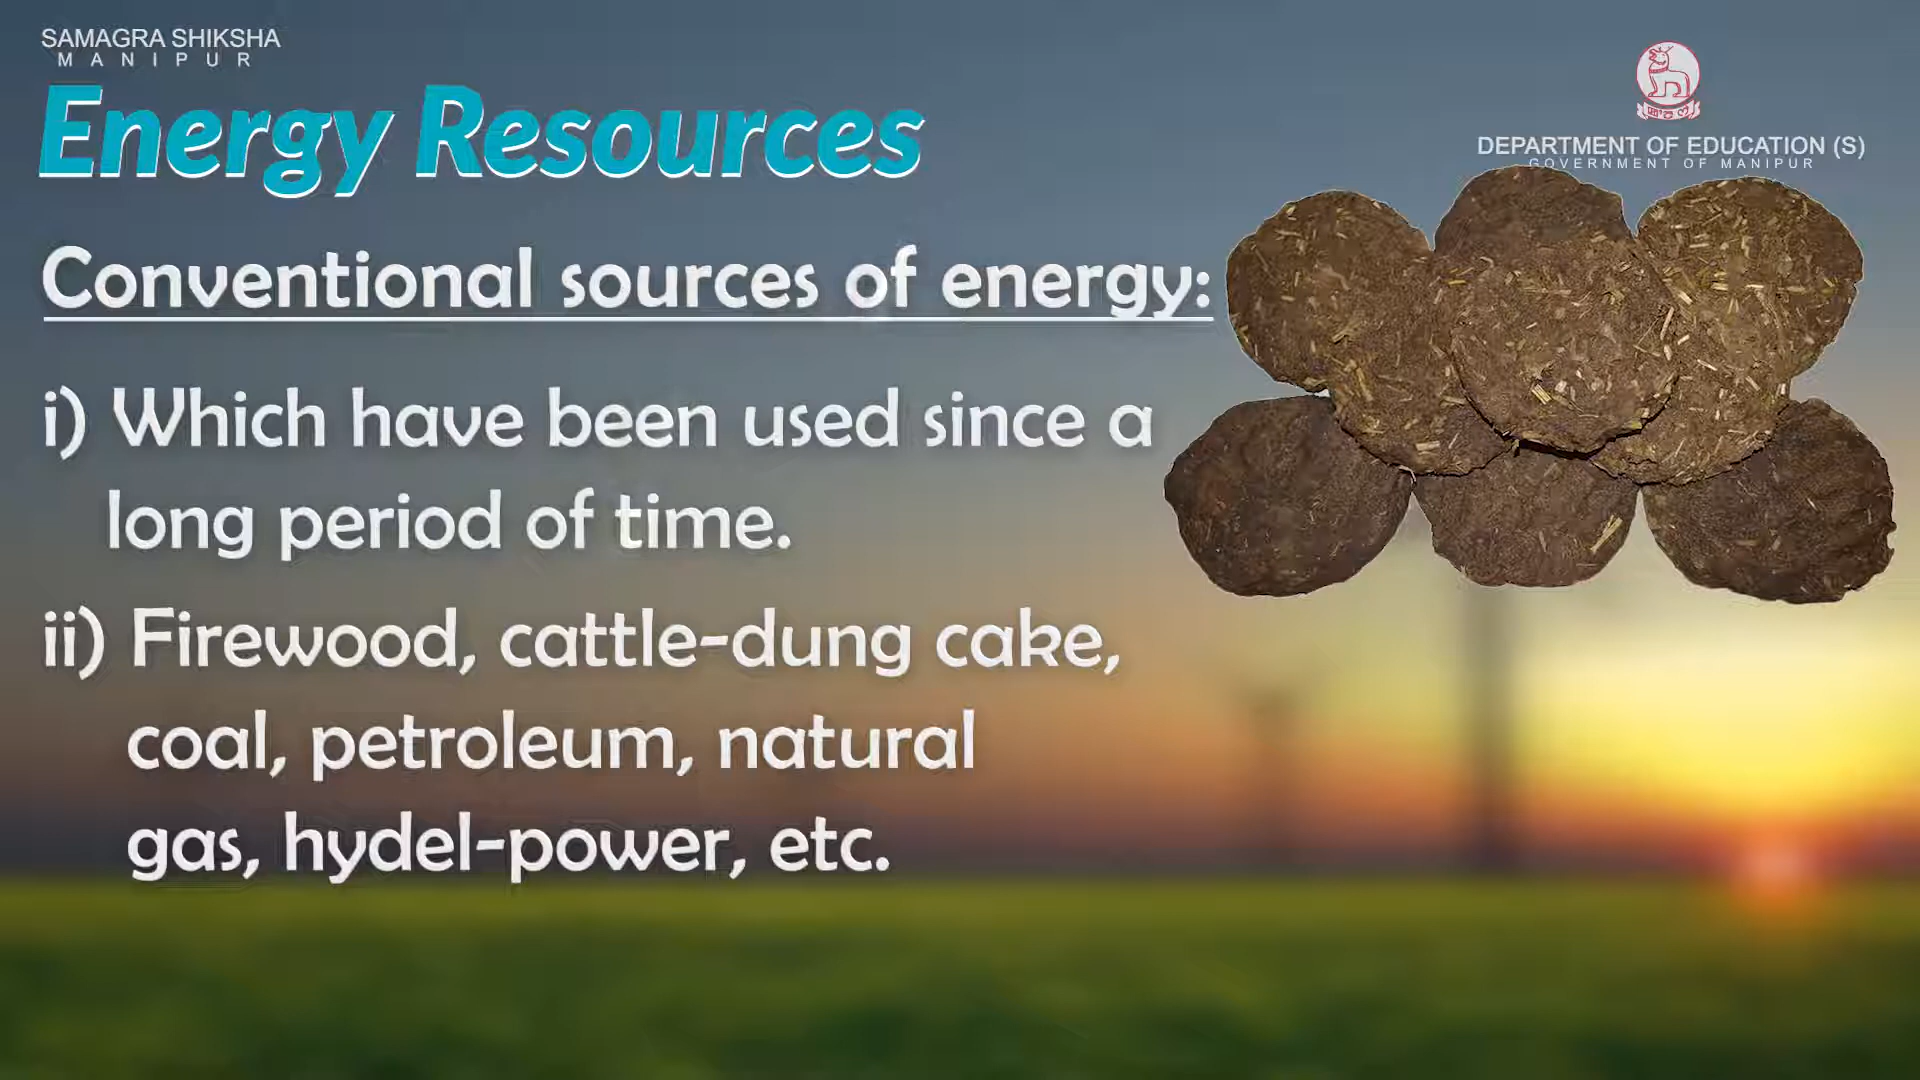 SAMAGRA SHIKSHA
MANIPUR
Energy Resources
DEPARTMENT OF EDUCATION (S)
GOVERNMENT OF MANIPUR
Conventional sources of energy:
i) Which have been used since a
long period of time.
ii) Firewood, cattle-dung cake,
coal, petroleum, natural
gas, hydel-power, etc.